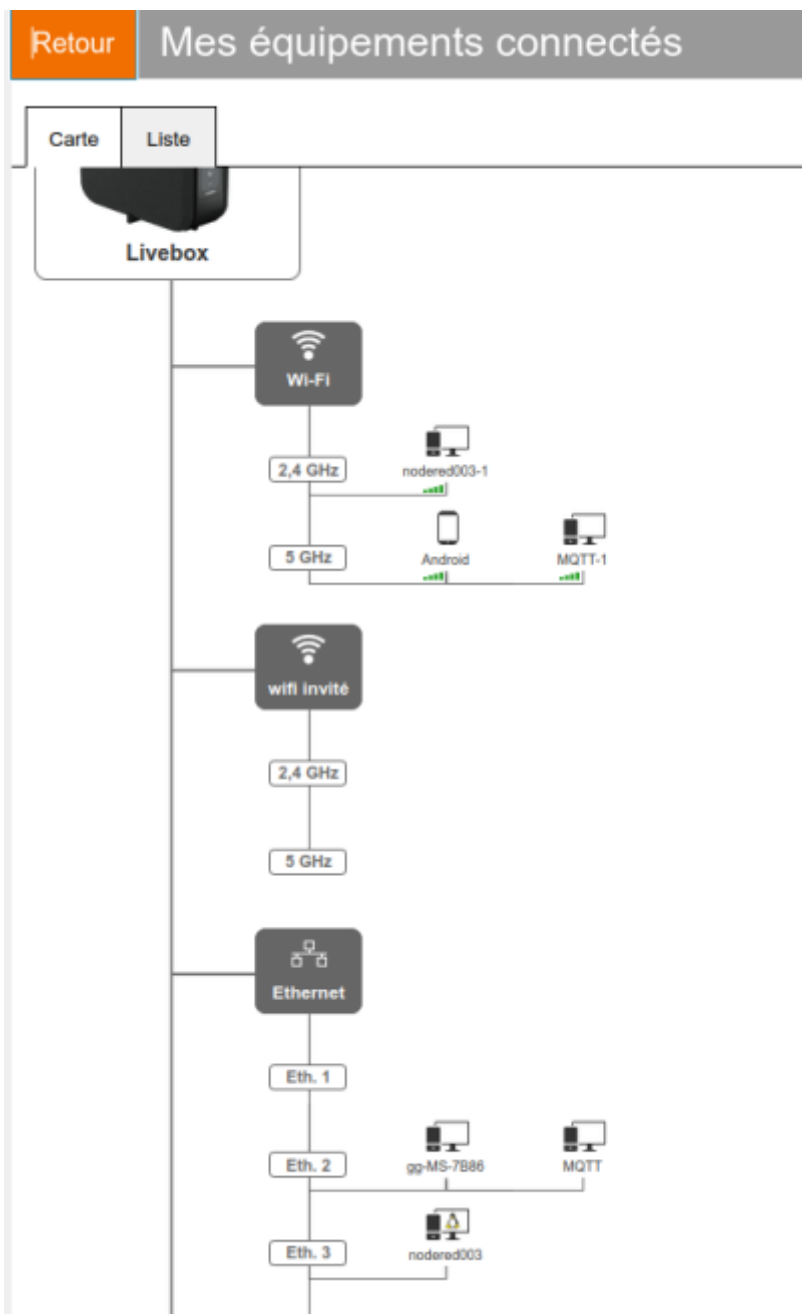 Retour
Mes équipements connectés
Carte
Liste
Livebox
Wi-Fi
2,4 GHz
nodered003-1
5 GHz
Android
MQTT-1
wifi invité
2,4 GHz
5 GHz
Ethernet
Eth. 1
Eth. 2
gg-MS-7B86
MQTT
Eth. 3
nodered003